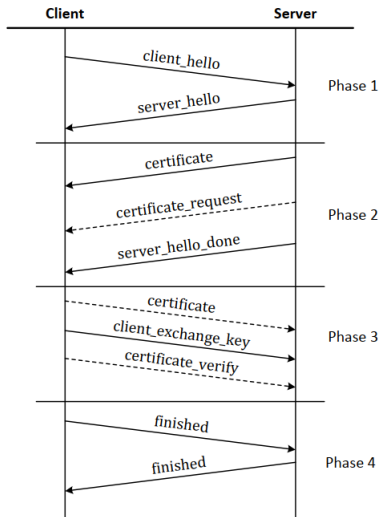 Client Server
client_hello
Phase 1
server_hello
certificate
certificate_request
Phase 2
server_hello_done
certificate
client_exchange_key
Phase 3
certificate_verify
finished
finished
Phase 4